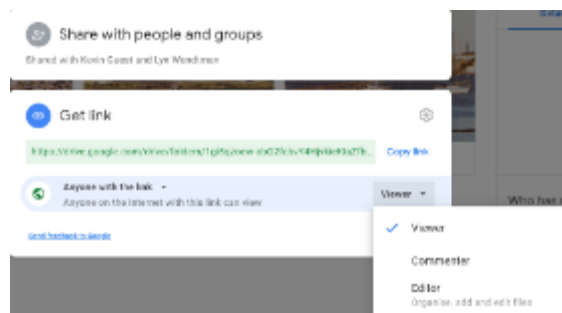 Share with people and groups
Shared with Kevin Guest and Lyn
Get link
Copy link
Anyone with the link
Viewer
Anyone on the Internet with this link can view
Send feedback to Google
Who has
Viewer
Commenter
Editor
Organise, add and edit files